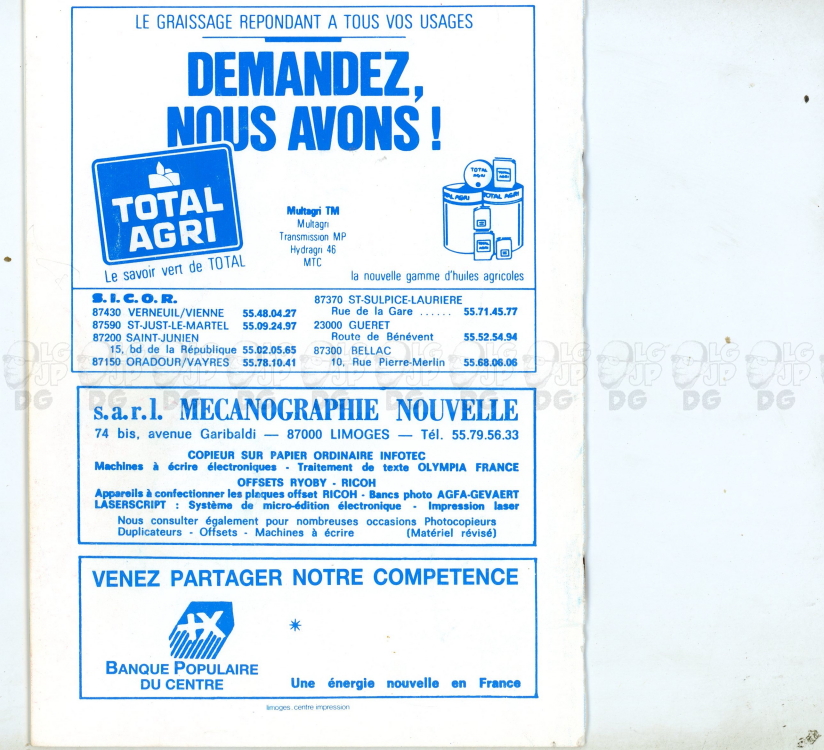 LE GRAISSAGE REPONDANT A TOUS VOS USAGES
DEMANDEZ,
NOUS AVONS !
TOTAL
AGRI
Le savoir vert de TOTAL
Multagri TM
Multagri
Transmission MP
Hydragri 46
MTC
TOTAL
AGRI
TOTAL AGRI
TOTAL AGRI
la nouvelle gamme d'huiles agricoles
S.I.C.O.R.
87430 VERNEUIL/VIENNE 55.48.04.27
87590 ST-JUST-LE-MARTEL 55.09.24.97
87200 SAINT-JUNIEN
15, bd de la République 55.02.05.65
87150 ORADOUR/VAYRES 55.78.10.41
87370 ST-SULPICE-LAURIERE
Rue de la Gare ...... 55.71.45.77
23000 GUERET
Route de Bénévent 55.52.54.94
87300 BELLAC
10, Rue Pierre-Merlin 55.68.06.06
s.a.r.l. MECANOGRAPHIE NOUVELLE
74 bis, avenue Garibaldi — 87000 LIMOGES — Tél. 55.79.56.33
COPIEUR SUR PAPIER ORDINAIRE INFOTEC
Machines à écrire électroniques - Traitement de texte OLYMPIA FRANCE
OFFSETS RYOBY - RICOH
Appareils à confectionner les plaques offset RICOH - Bancs photo AGFA-GEVAERT
LASERSCRIPT : Système de micro-édition électronique - Impression laser
Nous consulter également pour nombreuses occasions Photocopieurs
Duplicateurs - Offsets - Machines à écrire (Matériel révisé)
VENEZ PARTAGER NOTRE COMPETENCE
BANQUE POPULAIRE
DU CENTRE
Une énergie nouvelle en France
limoges centre impression
LG
JP
DG